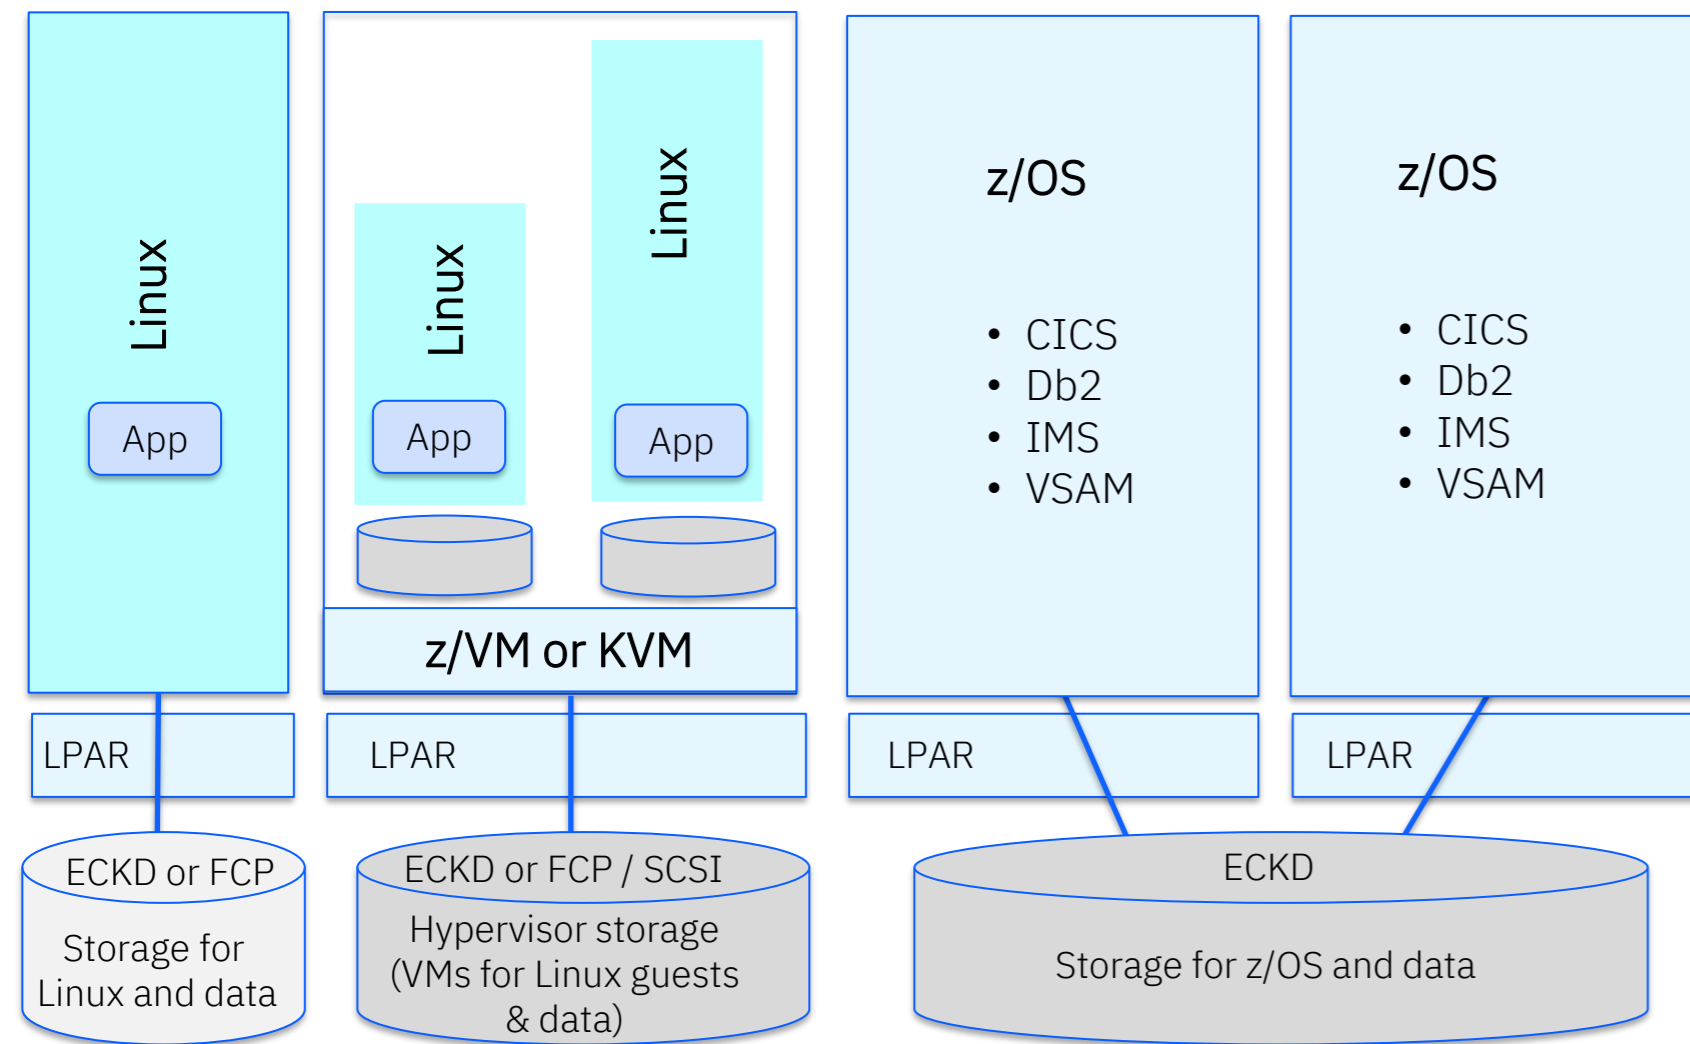 Linux
App
Linux
App
Linux
App
z/VM or KVM
z/OS
• CICS
• Db2
• IMS
• VSAM
z/OS
• CICS
• Db2
• IMS
• VSAM
LPAR
LPAR
LPAR
LPAR
ECKD or FCP
Storage for
Linux and data
ECKD or FCP / SCSI
Hypervisor storage
(VMs for Linux guests
& data)
ECKD
Storage for z/OS and data